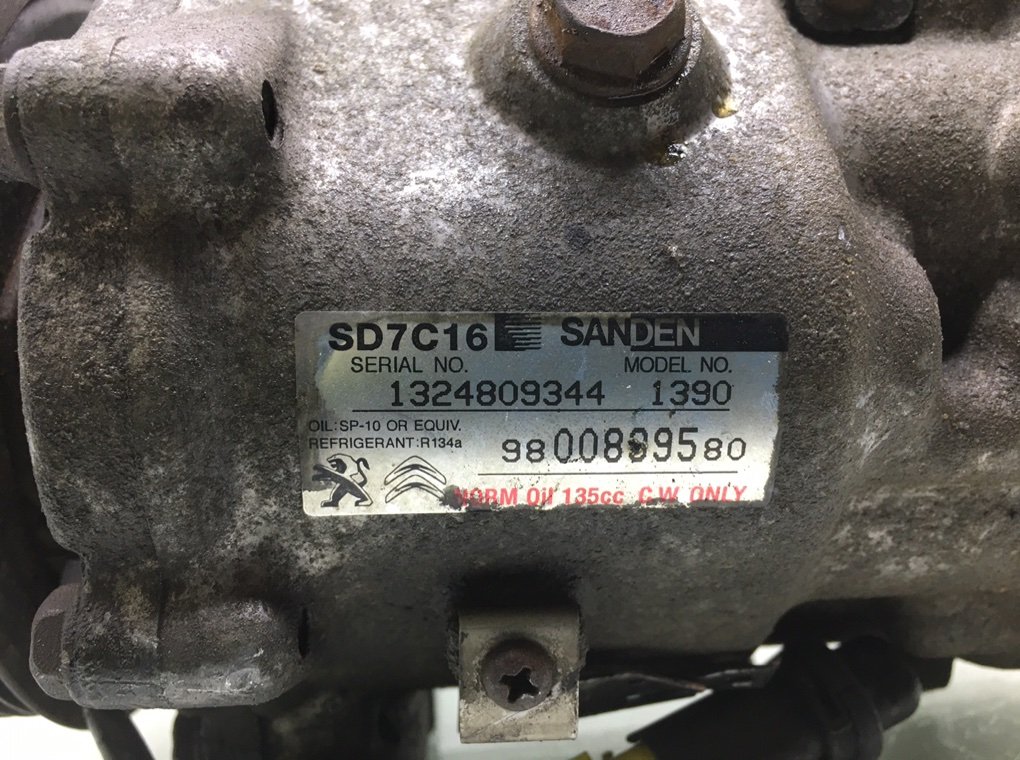 SD7C16 SANDEN
SERIAL NO. MODEL NO.
1324809344 1390
OIL:SP-10 OR EQUIV.
REFRIGERANT:R134a
9800889580
NORM Oil 135cc C.W ONLY